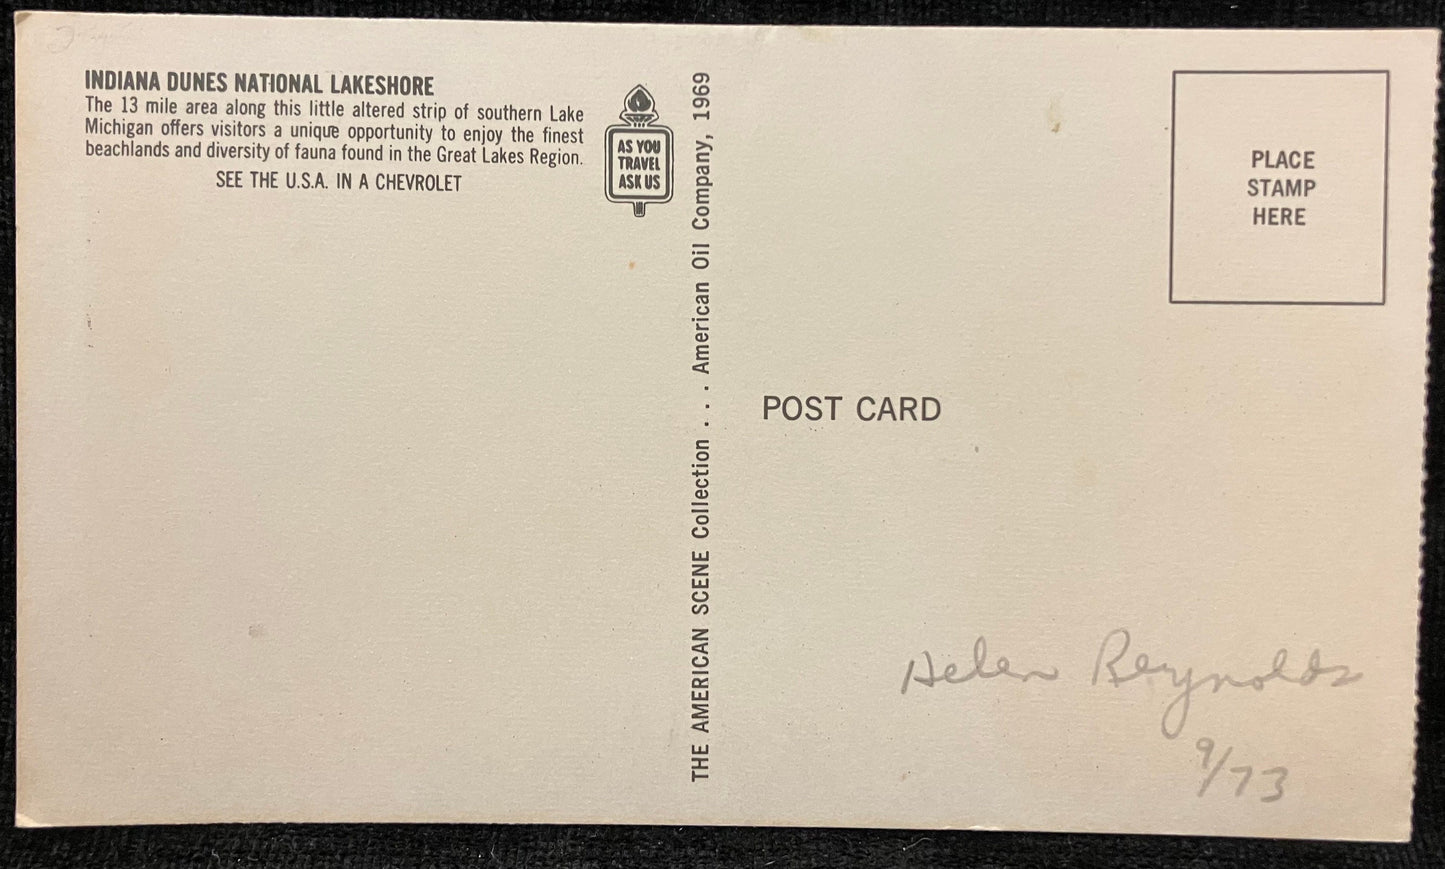 INDIANA DUNES NATIONAL LAKESHORE
The 13 mile area along this little altered strip of southern Lake
Michigan offers visitors a unique opportunity to enjoy the finest
beachlands and diversity of fauna found in the Great Lakes Region.
SEE THE U.S.A. IN A CHEVROLET
AS YOU
TRAVEL
ASK US
THE AMERICAN SCENE Collection . . . American Oil Company, 1969
PLACE
STAMP
HERE
POST CARD
Helen Reynolds
9/73